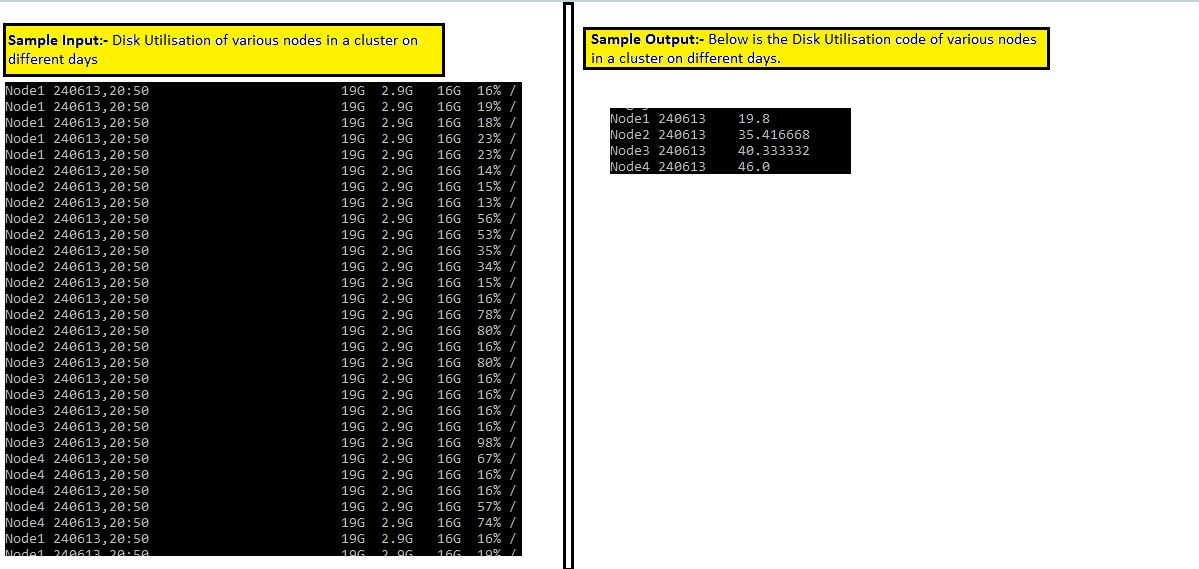 Sample Input:- Disk Utilisation of various nodes in a cluster on
different days
Node1 240613,20:50 19G 2.9G 16G 16% /
Node1 240613,20:50 19G 2.9G 16G 19% /
Node1 240613,20:50 19G 2.9G 16G 18% /
Node1 240613,20:50 19G 2.9G 16G 23% /
Node1 240613,20:50 19G 2.9G 16G 23% /
Node2 240613,20:50 19G 2.9G 16G 14% /
Node2 240613,20:50 19G 2.9G 16G 15% /
Node2 240613,20:50 19G 2.9G 16G 13% /
Node2 240613,20:50 19G 2.9G 16G 56% /
Node2 240613,20:50 19G 2.9G 16G 53% /
Node2 240613,20:50 19G 2.9G 16G 35% /
Node2 240613,20:50 19G 2.9G 16G 34% /
Node2 240613,20:50 19G 2.9G 16G 15% /
Node2 240613,20:50 19G 2.9G 16G 16% /
Node2 240613,20:50 19G 2.9G 16G 78% /
Node2 240613,20:50 19G 2.9G 16G 80% /
Node2 240613,20:50 19G 2.9G 16G 16% /
Node3 240613,20:50 19G 2.9G 16G 80% /
Node3 240613,20:50 19G 2.9G 16G 16% /
Node3 240613,20:50 19G 2.9G 16G 16% /
Node3 240613,20:50 19G 2.9G 16G 16% /
Node3 240613,20:50 19G 2.9G 16G 16% /
Node3 240613,20:50 19G 2.9G 16G 98% /
Node4 240613,20:50 19G 2.9G 16G 67% /
Node4 240613,20:50 19G 2.9G 16G 16% /
Node4 240613,20:50 19G 2.9G 16G 16% /
Node4 240613,20:50 19G 2.9G 16G 57% /
Node4 240613,20:50 19G 2.9G 16G 74% /
Node1 240613,20:50 19G 2.9G 16G 16% /
Node1 240613,20:50 19G 2.9G 16G 19% /
Sample Output:- Below is the Disk Utilisation code of various nodes
in a cluster on different days.
Node1 240613 19.8
Node2 240613 35.416668
Node3 240613 40.333332
Node4 240613 46.0